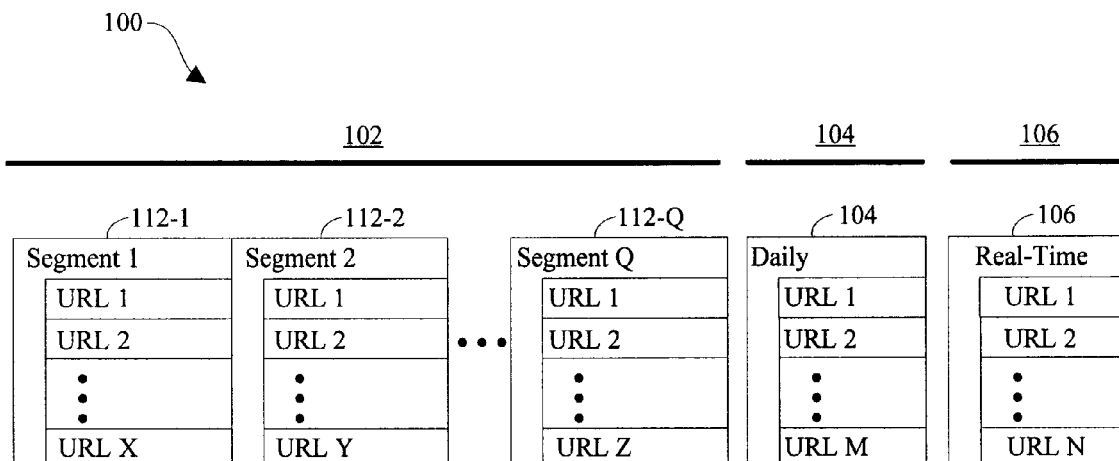 100
102 104 106
112-1 112-2 112-Q 104 106
Segment 1 Segment 2 Segment Q Daily Real-Time
URL 1 URL 1 URL 1 URL 1 URL 1
URL 2 URL 2 URL 2 URL 2 URL 2
URL X URL Y URL Z URL M URL N